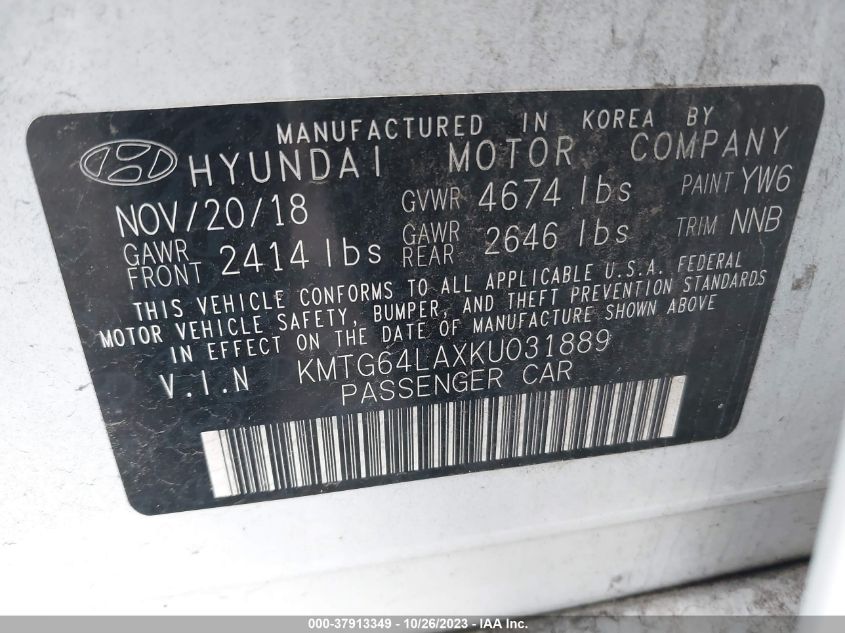 MANUFACTURED IN KOREA BY
HYUNDAI MOTOR COMPANY
NOV/20/18 GVWR 4674 lbs PAINT YW6
GAWR FRONT 2414 lbs GAWR REAR 2646 lbs TRIM NNB
THIS VEHICLE CONFORMS TO ALL APPLICABLE U.S.A. FEDERAL
MOTOR VEHICLE SAFETY, BUMPER, AND THEFT PREVENTION STANDARDS
IN EFFECT ON THE DATE OF MANUFACTURE SHOWN ABOVE
V.I.N KMTG64LAXKU031889
PASSENGER CAR
000-37913349 - 10/26/2023 - IAA Inc.